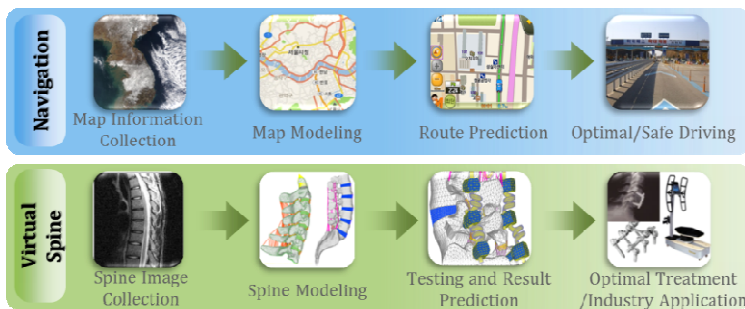 Navigation
Map Information
Collection
Map Modeling
Route Prediction
Optimal/Safe Driving
Virtual
Spine
Spine Image
Collection
Spine Modeling
Testing and Result
Prediction
Optimal Treatment
/Industry Application